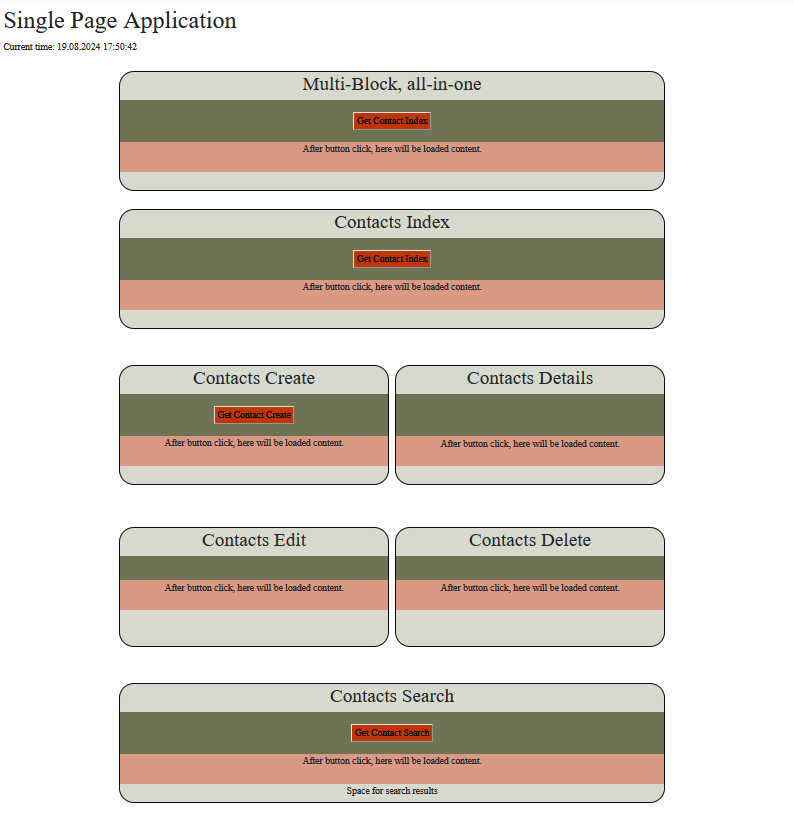 Single Page Application
Current time: 19.08.2024 17:50:42
Multi-Block, all-in-one
Get Contact Index
After button click, here will be loaded content.
Contacts Index
Get Contact Index
After button click, here will be loaded content.
Contacts Create
Get Contact Create
After button click, here will be loaded content.
Contacts Details
After button click, here will be loaded content.
Contacts Edit
After button click, here will be loaded content.
Contacts Delete
After button click, here will be loaded content.
Contacts Search
Get Contact Search
After button click, here will be loaded content.
Space for search results